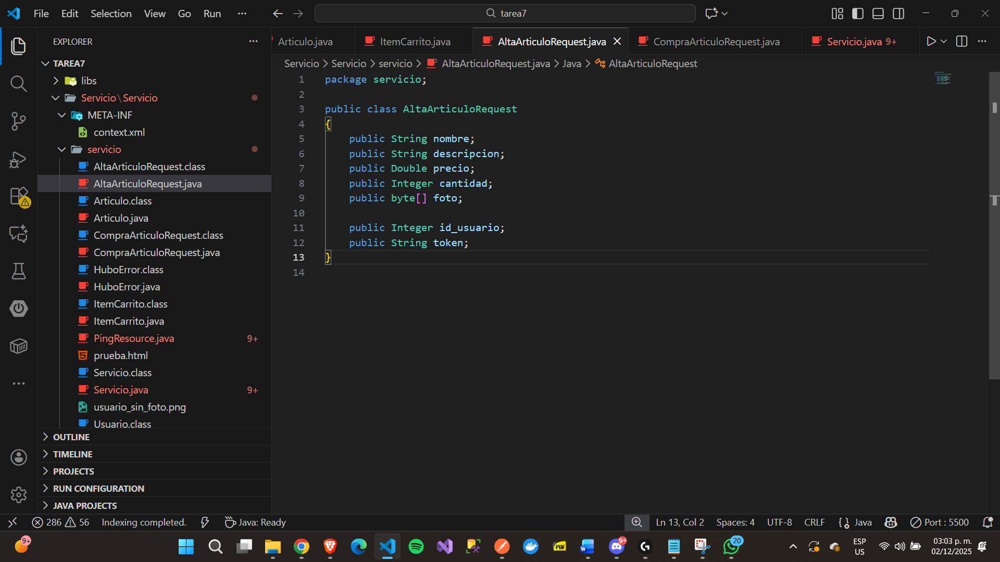 File Edit Selection View Go Run
tarea7
EXPLORER
Articulo.java
ItemCarrito.java
AltaArticuloRequest.java
CompraArticuloRequest.java
Servicio.java 9+
TAREA7
libs
Servicio\Servicio
META-INF
context.xml
servicio
AltaArticuloRequest.class
AltaArticuloRequest.java
Articulo.class
Articulo.java
CompraArticuloRequest.class
CompraArticuloRequest.java
HuboError.class
HuboError.java
ItemCarrito.class
ItemCarrito.java
PingResource.java 9+
prueba.html
Servicio.class
Servicio.java 9+
usuario_sin_foto.png
Usuario.class
OUTLINE
TIMELINE
PROJECTS
RUN CONFIGURATION
JAVA PROJECTS
Servicio > Servicio > servicio > AltaArticuloRequest.java > Java > AltaArticuloRequest
1 package servicio;
2
3 public class AltaArticuloRequest
4 {
5 public String nombre;
6 public String descripcion;
7 public Double precio;
8 public Integer cantidad;
9 public byte[] foto;
10
11 public Integer id_usuario;
12 public String token;
13 }
14
286 56 Indexing completed. Java: Ready
Ln 13, Col 2 Spaces: 4 UTF-8 CRLF {} Java Port : 5500
9+
PDF
9+
20
ESP
US
03:03 p. m.
02/12/2025